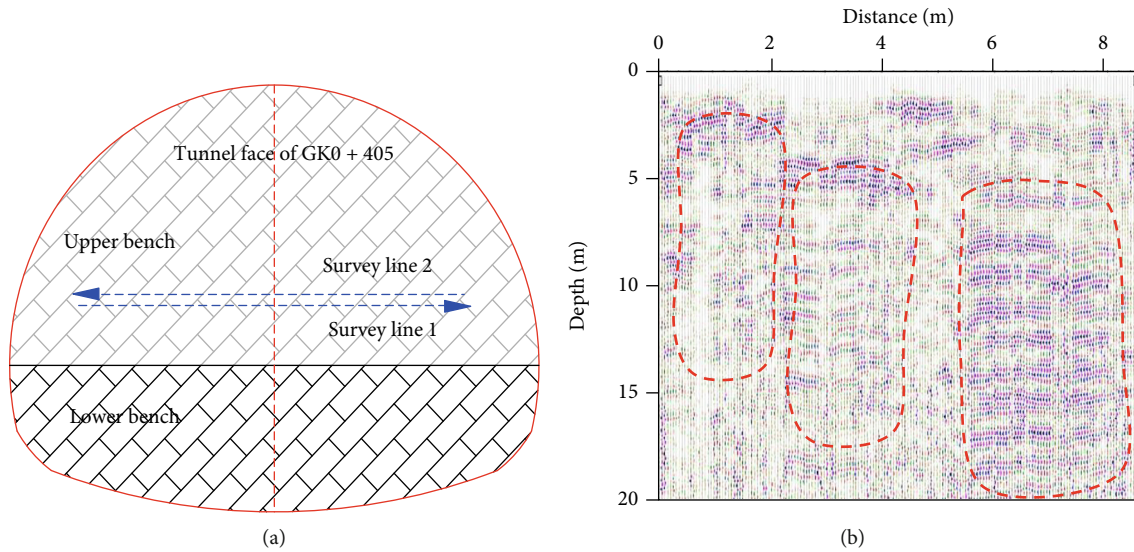 Tunnel face of GK0 + 405
Upper bench
Survey line 2
Survey line 1
Lower bench
(a)
Distance (m)
0 2 4 6 8
0
5
10
15
20
Depth (m)
(b)